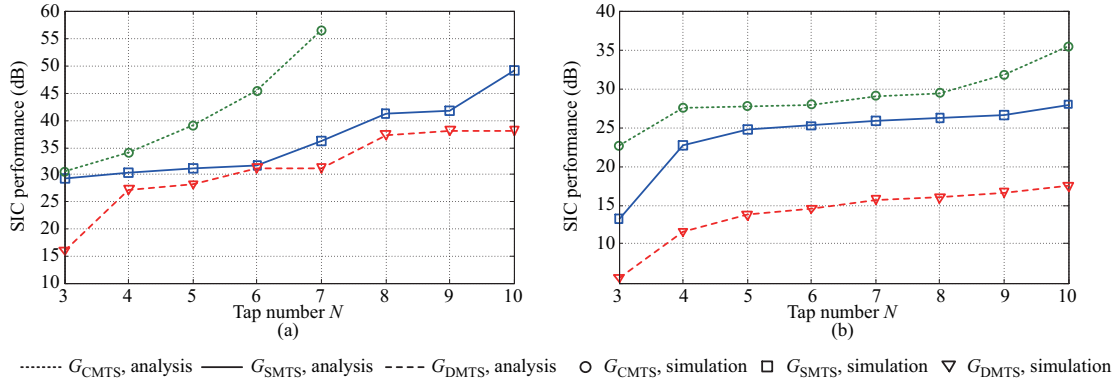 60
55
50
45
40
35
30
25
20
15
10
SIC performance (dB)
3 4 5 6 7 8 9 10
Tap number N
(a)
40
35
30
25
20
15
10
SIC performance (dB)
3 4 5 6 7 8 9 10
Tap number N
(b)
G_CMTS, analysis G_SMTS, analysis G_DMTS, analysis G_CMTS, simulation G_SMTS, simulation G_DMTS, simulation